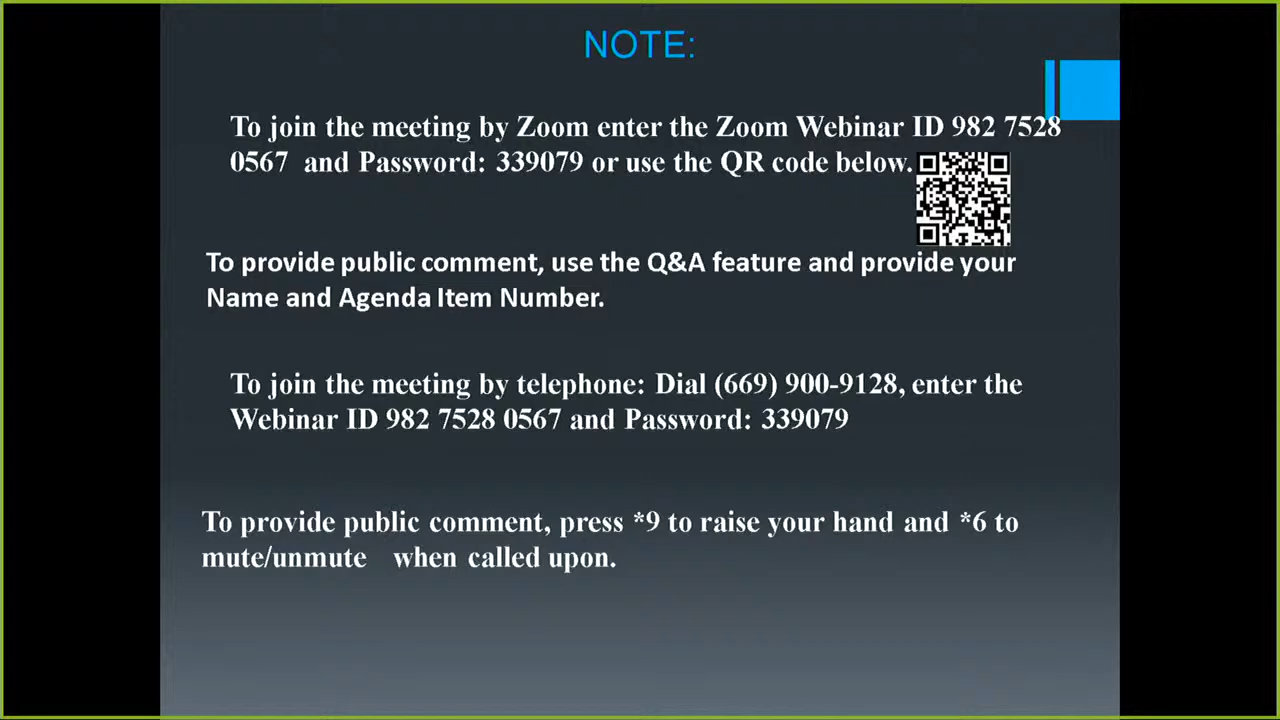 NOTE:
To join the meeting by Zoom enter the Zoom Webinar ID 982 7528
0567 and Password: 339079 or use the QR code below.
To provide public comment, use the Q&A feature and provide your
Name and Agenda Item Number.
To join the meeting by telephone: Dial (669) 900-9128, enter the
Webinar ID 982 7528 0567 and Password: 339079
To provide public comment, press *9 to raise your hand and *6 to
mute/unmute when called upon.